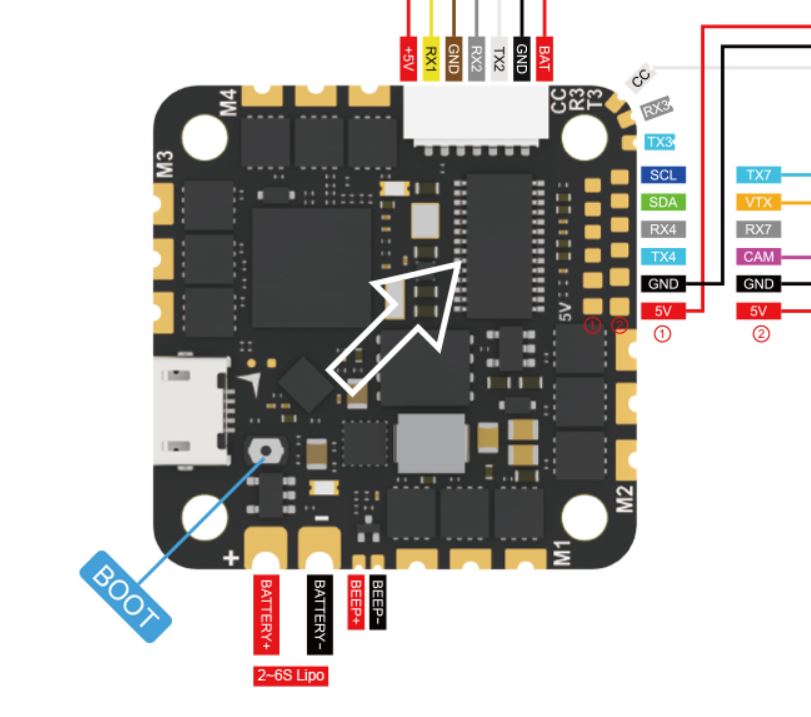 +5V
RX1
GND
RX2
TX2
GND
BAT
M4
CC
R3
T3
CC
RX3
TX3
M3
SCL
SDA
RX4
TX4
GND
5V
①
TX7
VTX
RX7
CAM
GND
5V
②
5V
① ②
M2
M1
+
-
BOOT
BATTERY+
BATTERY-
BEEP+
BEEP-
2~6S Lipo